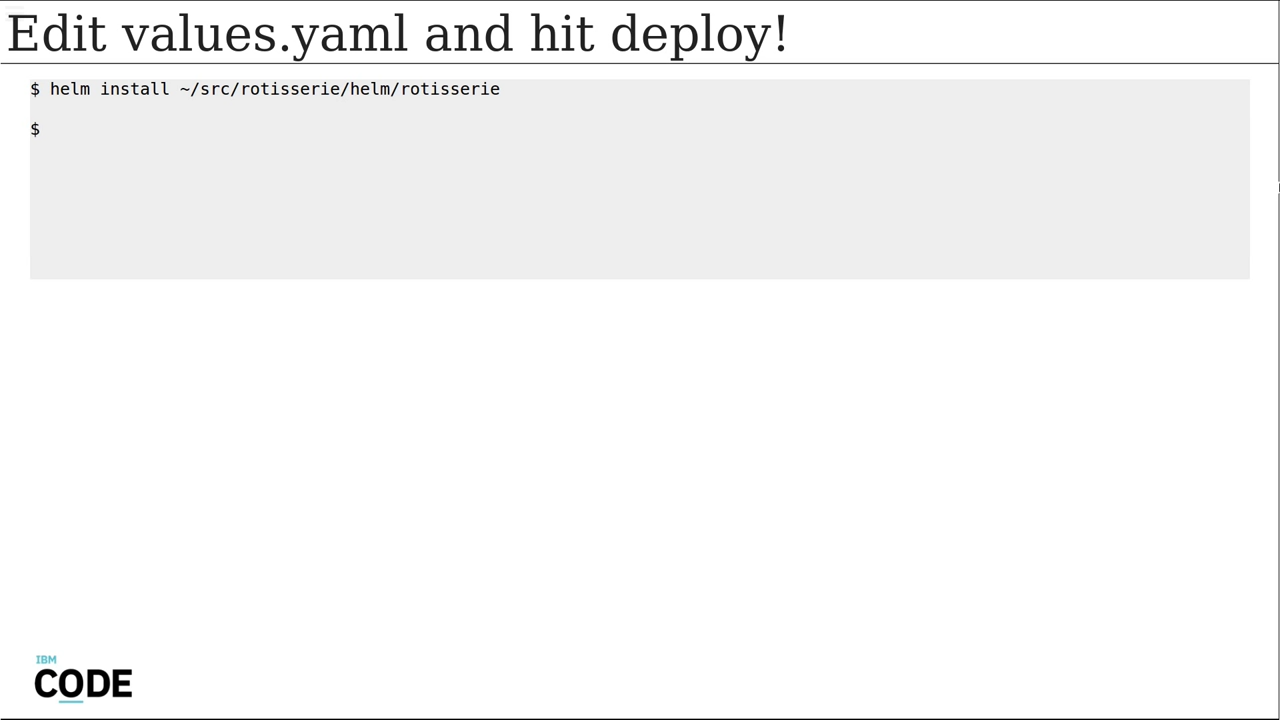 Edit values.yaml and hit deploy!
$ helm install ~/src/rotisserie/helm/rotisserie
$
IBM
CODE